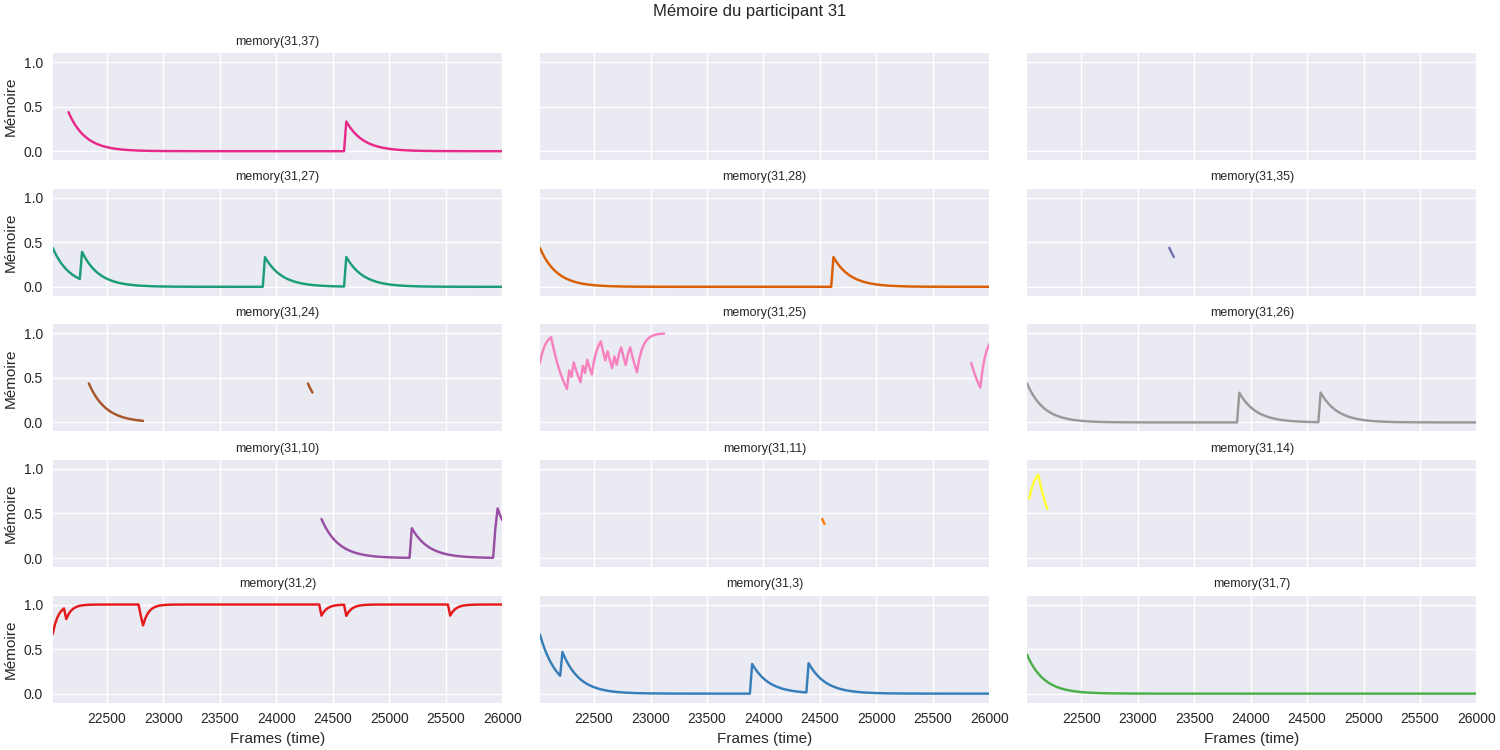 Mémoire du participant 31
memory(31,37)
Mémoire
1.0
0.5
0.0
memory(31,27)
memory(31,28)
memory(31,35)
Mémoire
1.0
0.5
0.0
memory(31,24)
memory(31,25)
memory(31,26)
Mémoire
1.0
0.5
0.0
memory(31,10)
memory(31,11)
memory(31,14)
Mémoire
1.0
0.5
0.0
memory(31,2)
memory(31,3)
memory(31,7)
Mémoire
1.0
0.5
0.0
22500 23000 23500 24000 24500 25000 25500 26000
22500 23000 23500 24000 24500 25000 25500 26000
22500 23000 23500 24000 24500 25000 25500 26000
Frames (time)
Frames (time)
Frames (time)